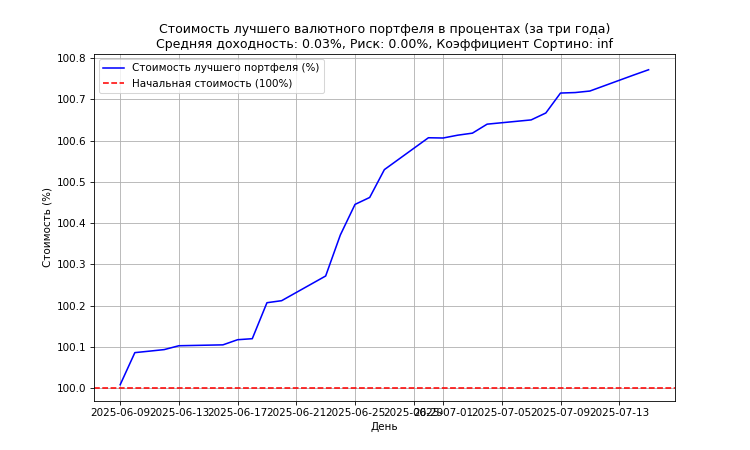 Стоимость лучшего валютного портфеля в процентах (за три года)
Средняя доходность: 0.03%, Риск: 0.00%, Коэффициент Сортино: inf
Стоимость лучшего портфеля (%)
Начальная стоимость (100%)
100.8
100.7
100.6
100.5
100.4
100.3
100.2
100.1
100.0
Стоимость (%)
2025-06-09 2025-06-13 2025-06-17 2025-06-21 2025-06-25 2025-06-29 2025-07-01 2025-07-05 2025-07-09 2025-07-13
День